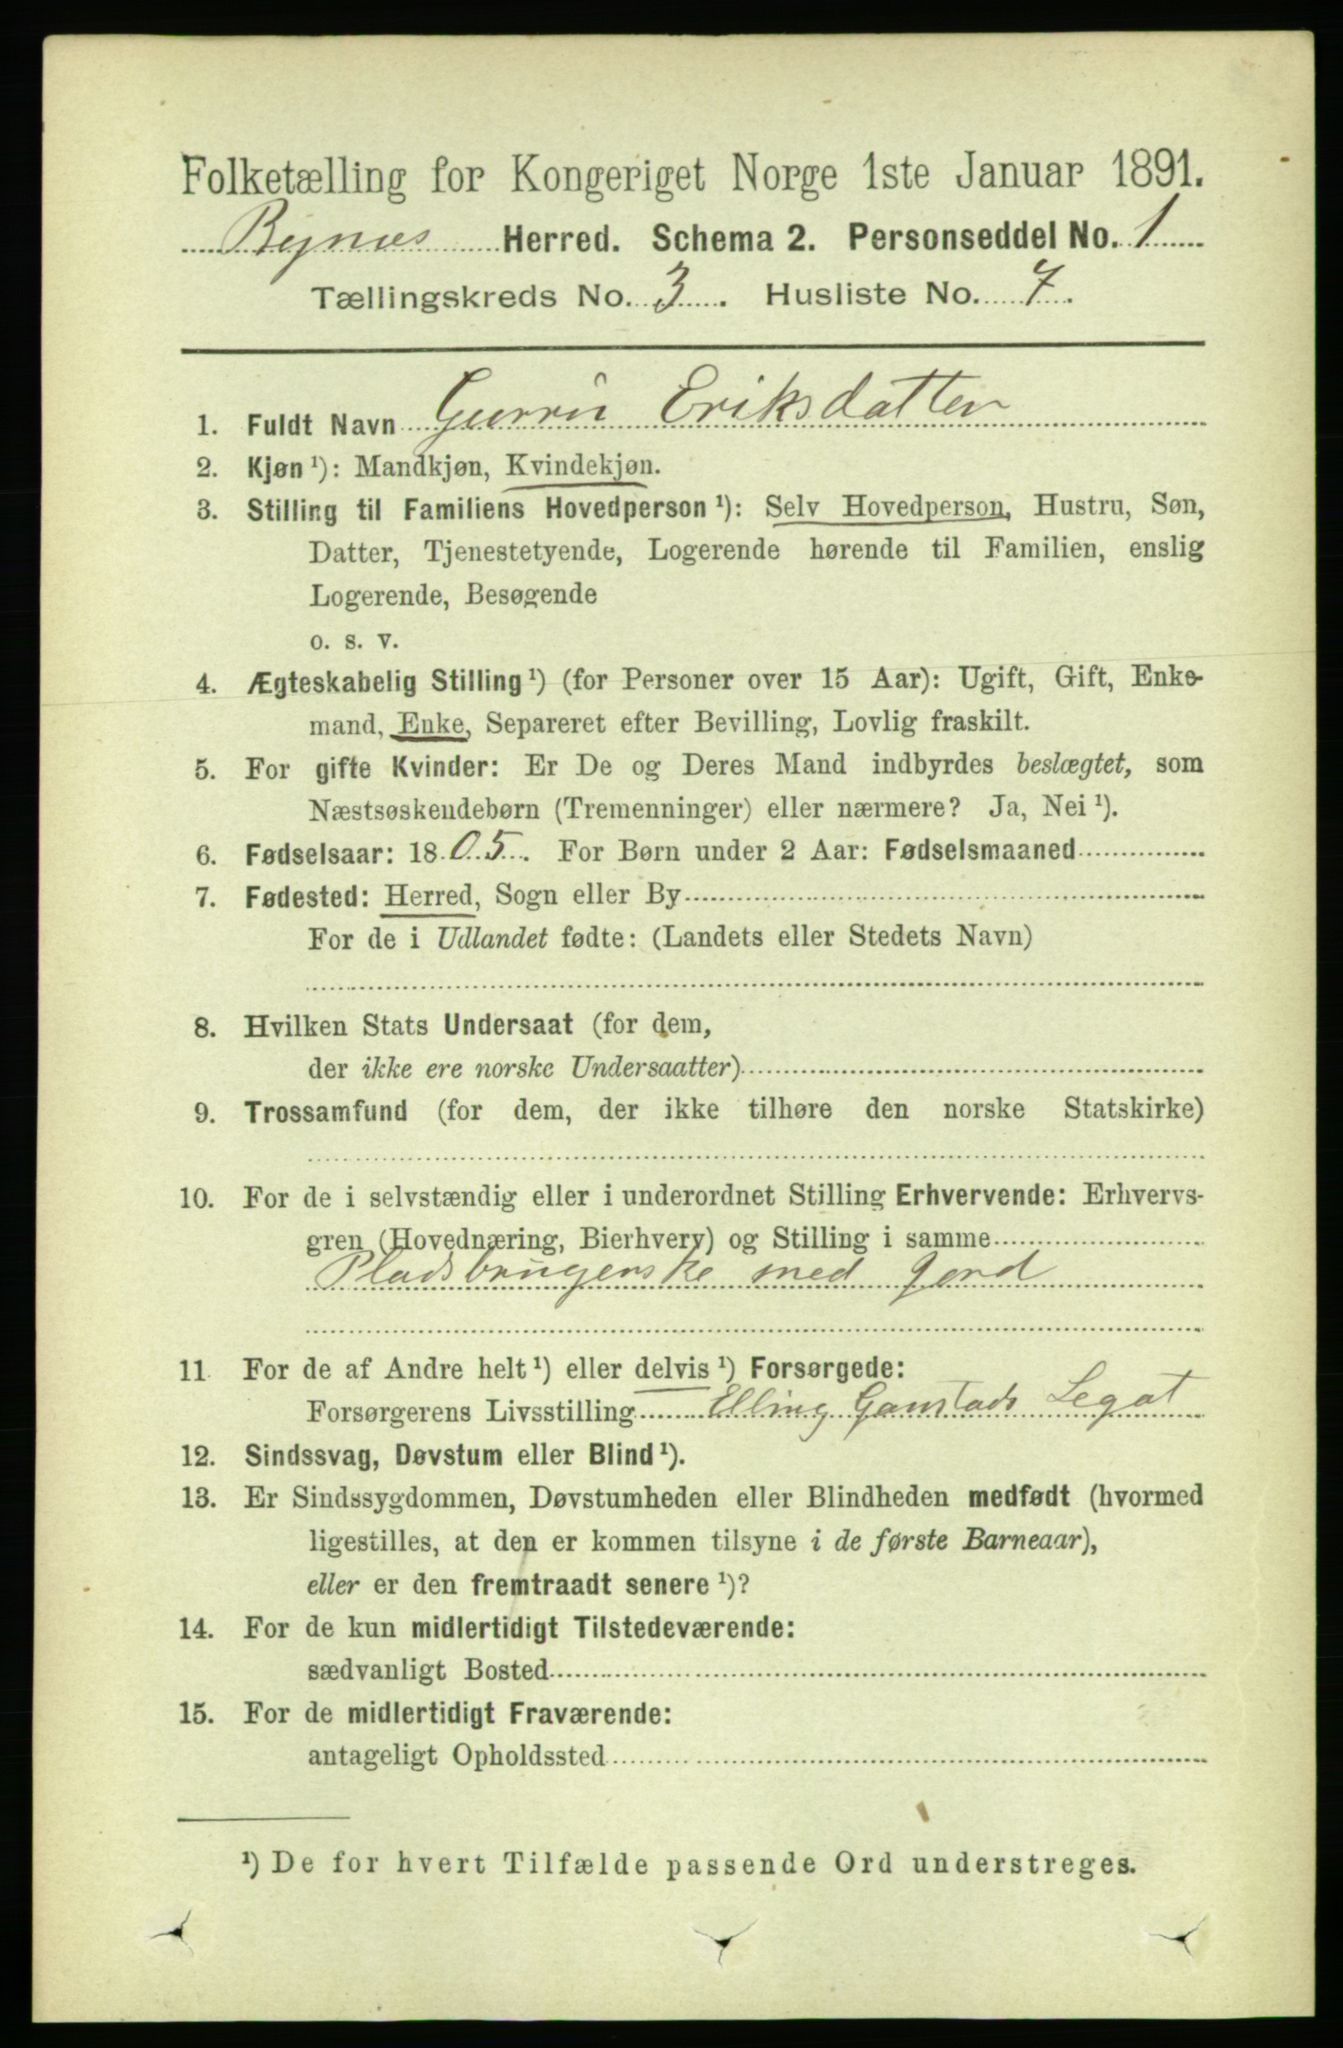 Folketælling for Kongeriget Norge 1ste Januar 1891.
Bynæs Herred. Schema 2. Personseddel No. 1
Tællingskreds No. 3. Husliste No. 7.
1. Fuldt Navn Gurru Eriksdatter
2. Kjøn ¹): Mandkjøn, Kvindekjøn.
3. Stilling til Familiens Hovedperson ¹): Selv Hovedperson, Hustru, Søn,
Datter, Tjenestetyende, Logerende hørende til Familien, enslig
Logerende, Besøgende
o. s. v.
4. Ægteskabelig Stilling ¹) (for Personer over 15 Aar): Ugift, Gift, Enke-
mand, Enke, Separeret efter Bevilling, Lovlig fraskilt.
5. For gifte Kvinder: Er De og Deres Mand indbyrdes beslægtet, som
Næstsøskendebørn (Tremenninger) eller nærmere? Ja, Nei ¹).
6. Fødselsaar: 1805. For Børn under 2 Aar: Fødselsmaaned
7. Fødested: Herred, Sogn eller By
For de i Udlandet fødte: (Landets eller Stedets Navn)
8. Hvilken Stats Undersaat (for dem,
der ikke ere norske Undersaatter)
9. Trossamfund (for dem, der ikke tilhøre den norske Statskirke)
10. For de i selvstændig eller i underordnet Stilling Erhvervende: Erhvervs-
gren (Hovednæring, Bierhverv) og Stilling i samme
Pladsbrugerske med Jord
11 For de af Andre helt ¹) eller delvis ¹) Forsørgede:
Forsørgerens Livsstilling Elling Gaustads Legat
12. Sindssvag, Døvstum eller Blind ¹).
13. Er Sindssygdommen, Døvstumheden eller Blindheden medfødt (hvormed
ligestilles, at den er kommen tilsyne i de første Barneaar),
eller er den fremtraadt senere ¹)?
14. For de kun midlertidigt Tilstedeværende:
sædvanligt Bosted
15. For de midlertidigt Fraværende:
antageligt Opholdssted
¹) De for hvert Tilfælde passende Ord understreges.